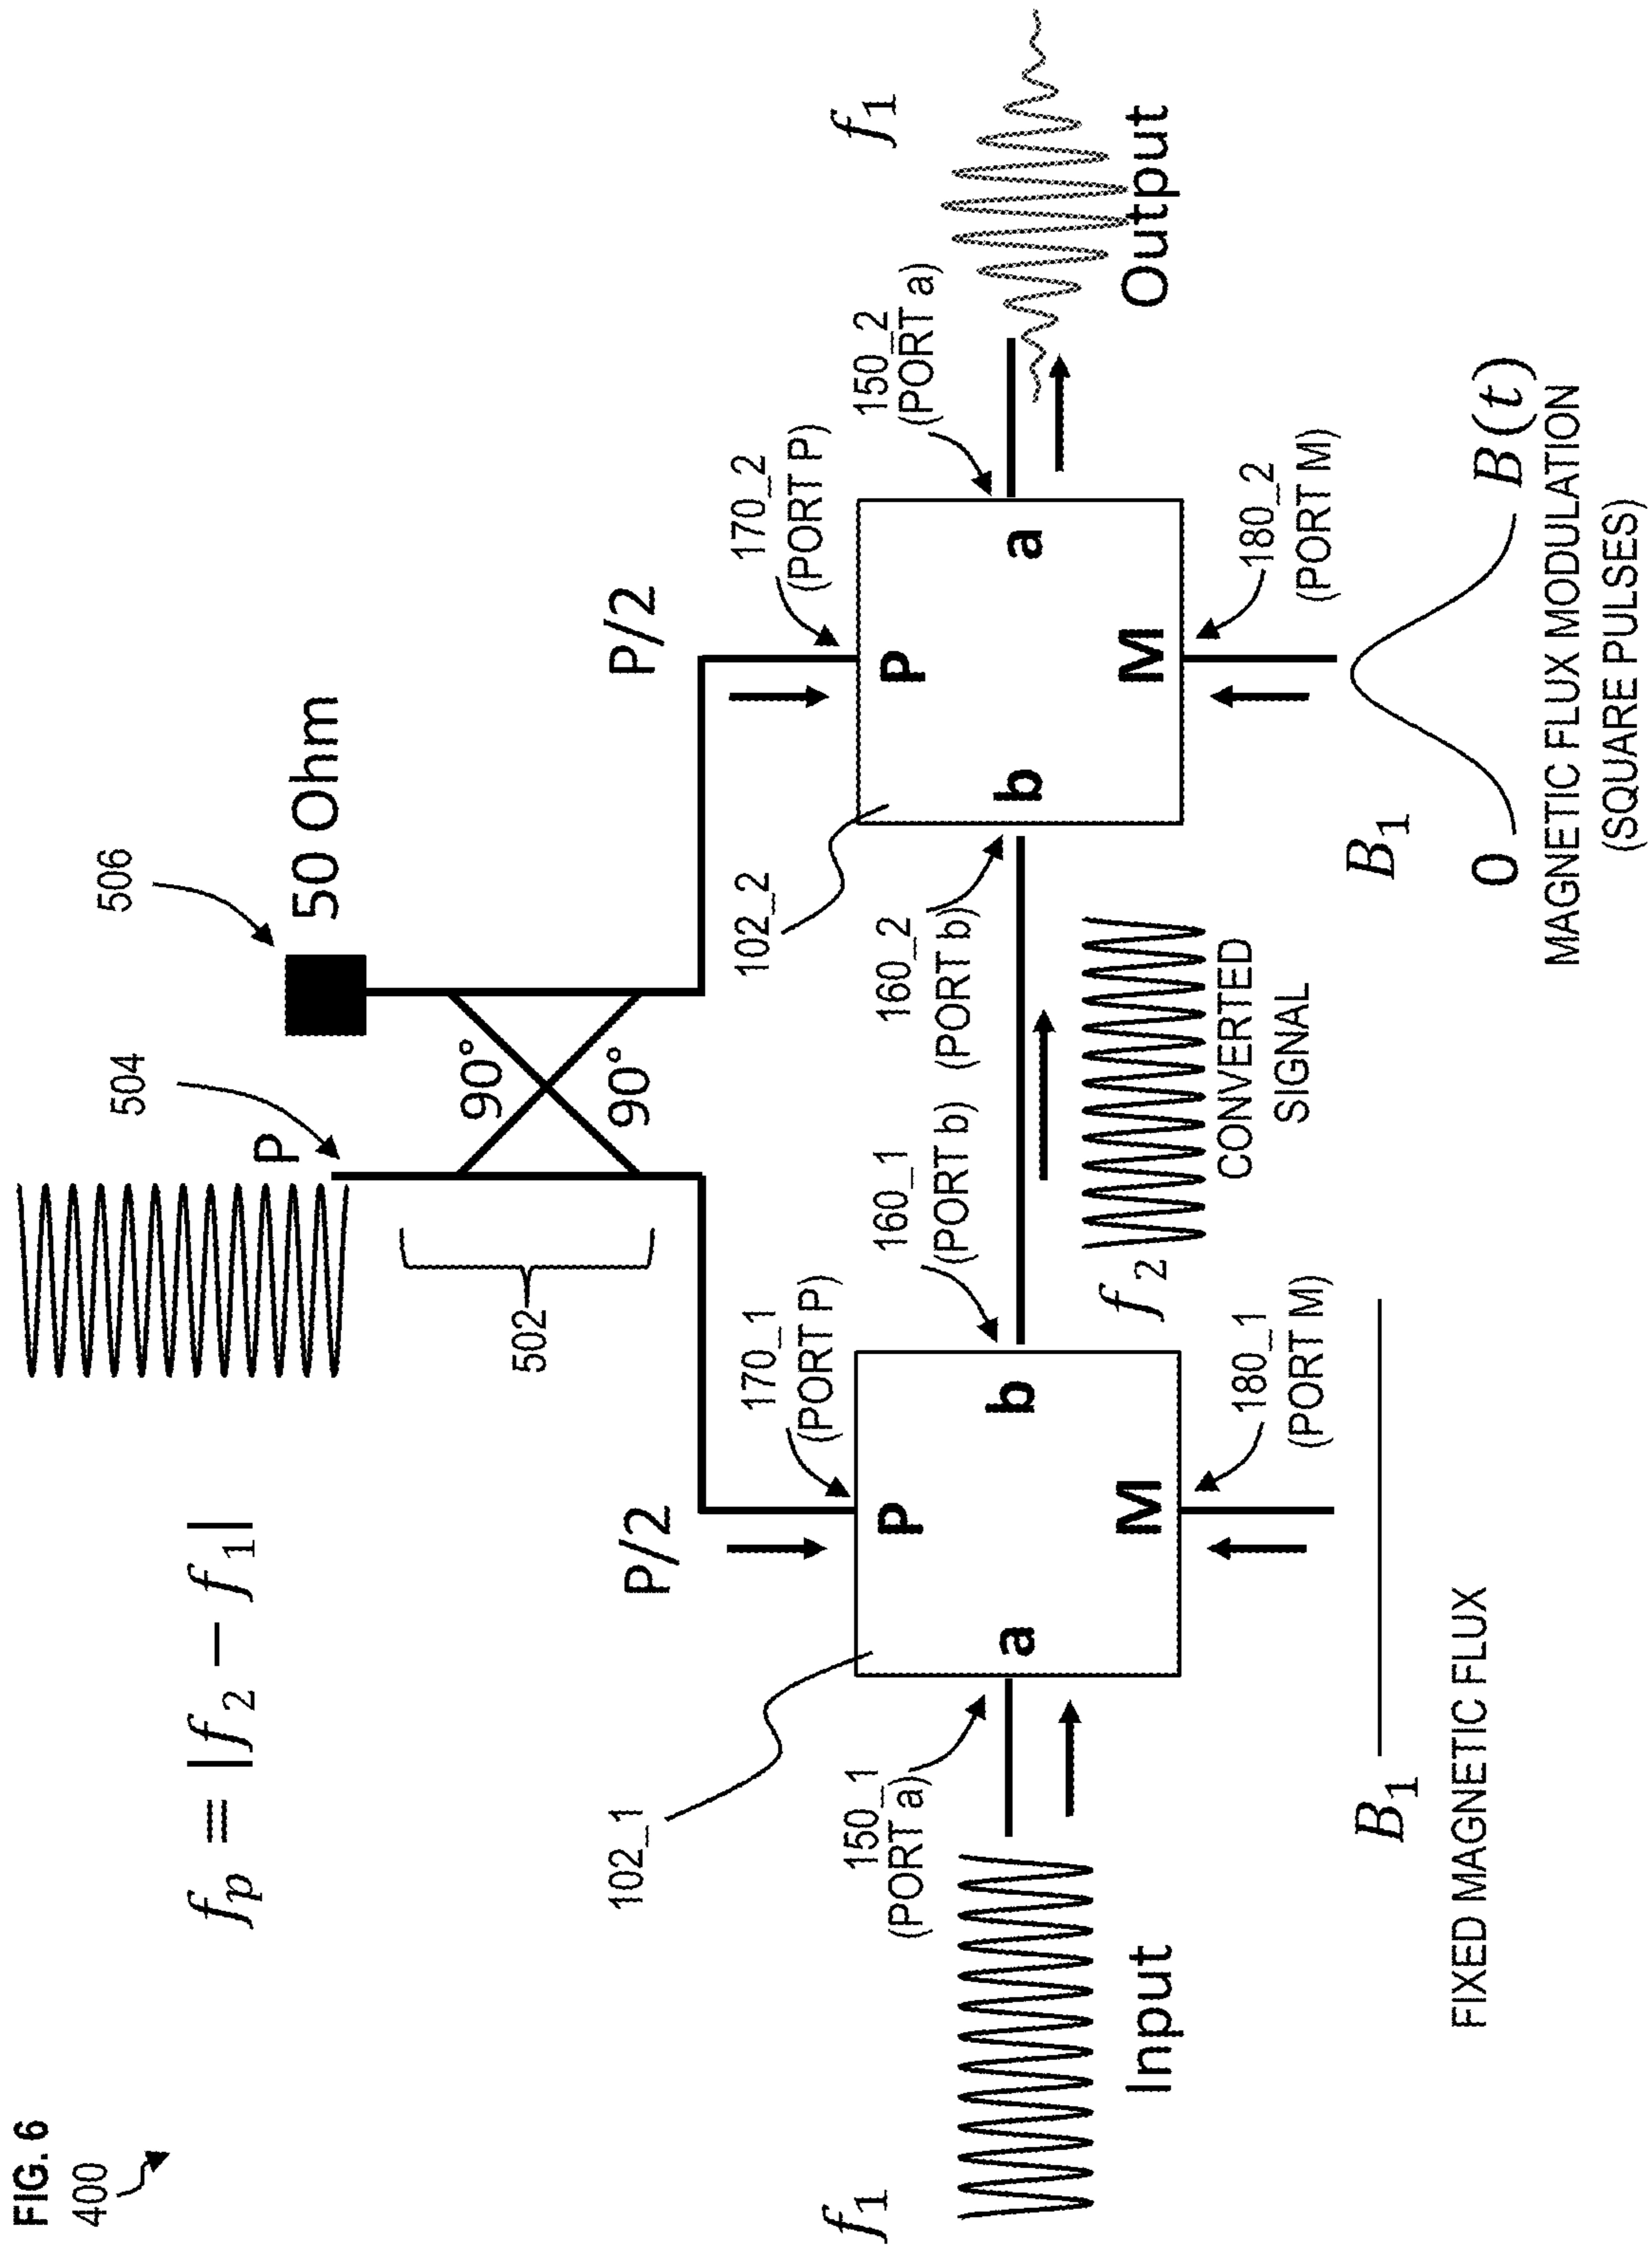 FIG. 6
400
f_p ≡ |f_2 − f_1|
P
504
506
50 Ohm
90°
90°
502
P/2
P/2
102_1
170_1
(PORT P)
102_2
170_2
(PORT P)
f_1
Input
150_1
(PORT a)
a
P
b
M
160_1
(PORT b)
160_2
(PORT b)
b
P
a
M
150_2
(PORT a)
f_1
Output
180_1
(PORT M)
f_2
CONVERTED
SIGNAL
180_2
(PORT M)
B_1
FIXED MAGNETIC FLUX
B_1
0
B(t)
MAGNETIC FLUX MODULATION
(SQUARE PULSES)